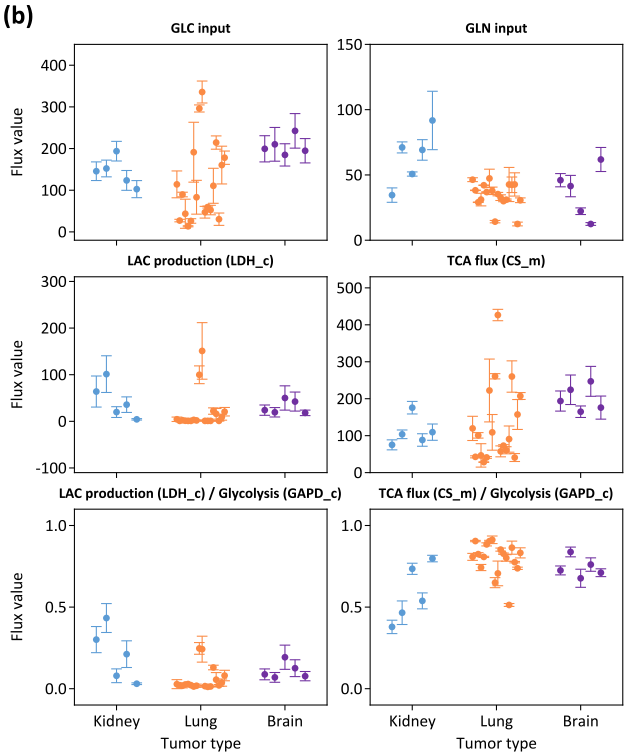 (b)
GLC input
GLN input
Flux value
400
300
200
100
0
150
100
50
0
LAC production (LDH_c)
TCA flux (CS_m)
Flux value
300
200
100
0
-100
500
400
300
200
100
0
LAC production (LDH_c) / Glycolysis (GAPD_c)
TCA flux (CS_m) / Glycolysis (GAPD_c)
Flux value
1.0
0.5
0.0
1.0
0.5
0.0
Kidney Lung Brain
Kidney Lung Brain
Tumor type
Tumor type